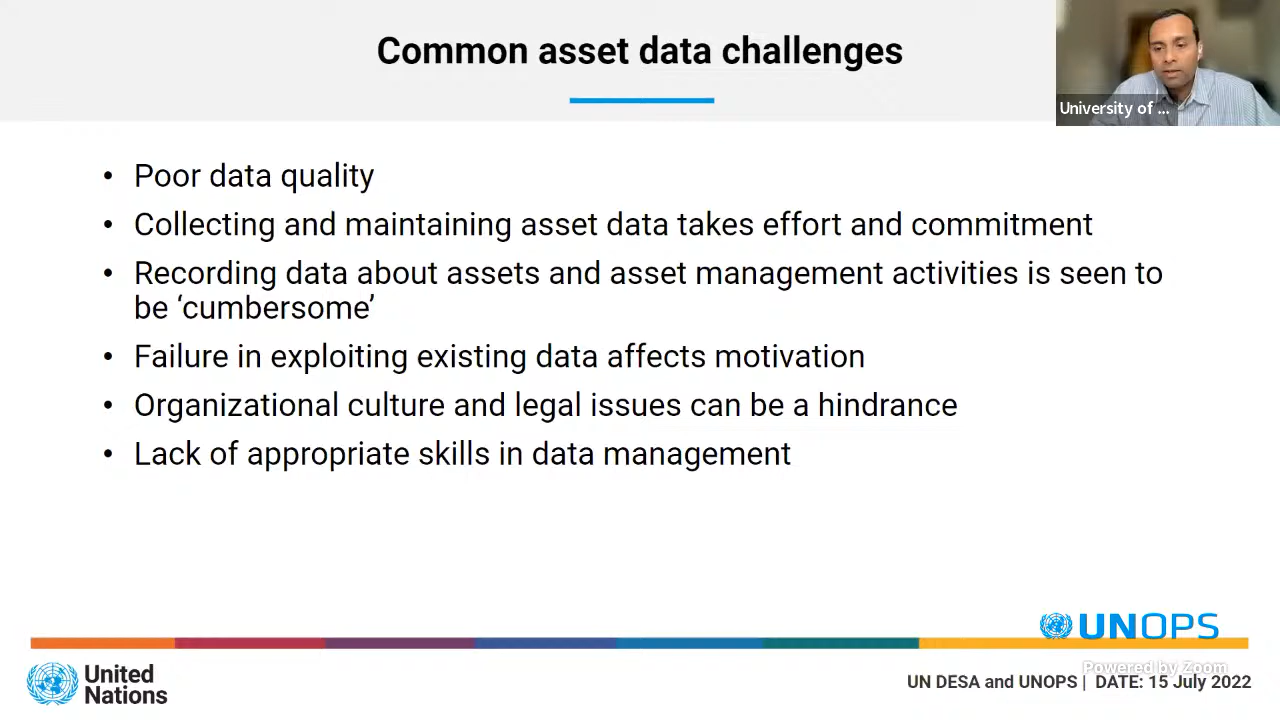 Common asset data challenges
University of ...
• Poor data quality
• Collecting and maintaining asset data takes effort and commitment
• Recording data about assets and asset management activities is seen to
be ‘cumbersome’
• Failure in exploiting existing data affects motivation
• Organizational culture and legal issues can be a hindrance
• Lack of appropriate skills in data management
UNOPS
United
Nations
Powered by Zoom
UN DESA and UNOPS | DATE: 15 July 2022